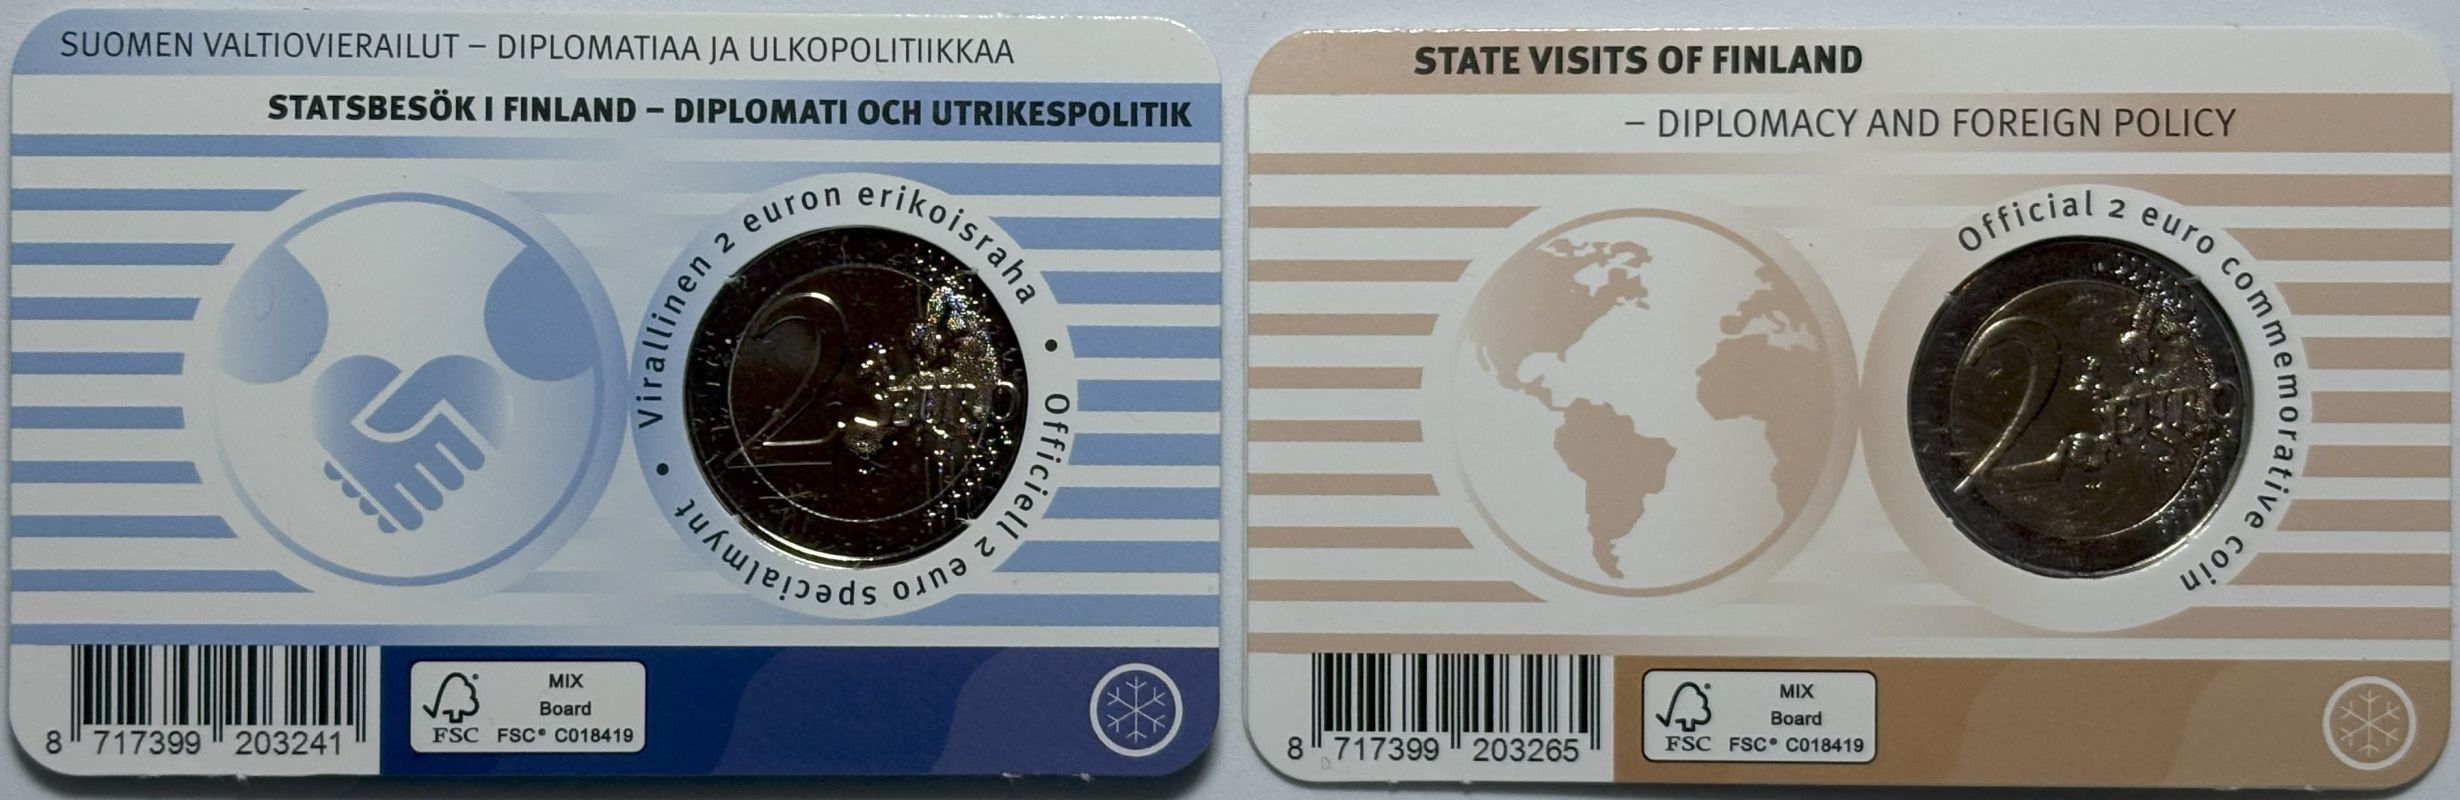 SUOMEN VALTIOVIERAILUT – DIPLOMATIAA JA ULKOPOLITIIKKAA
STATSBESÖK I FINLAND – DIPLOMATI OCH UTRIKESPOLITIK
Virallinen 2 euron erikoisraha •
Officiell 2 euro specialmynt •
2 EURO
8 717399 203241
FSC
MIX
Board
FSC® C018419
STATE VISITS OF FINLAND
– DIPLOMACY AND FOREIGN POLICY
Official 2 euro commemorative coin
2 EURO
8 717399 203265
FSC
MIX
Board
FSC® C018419